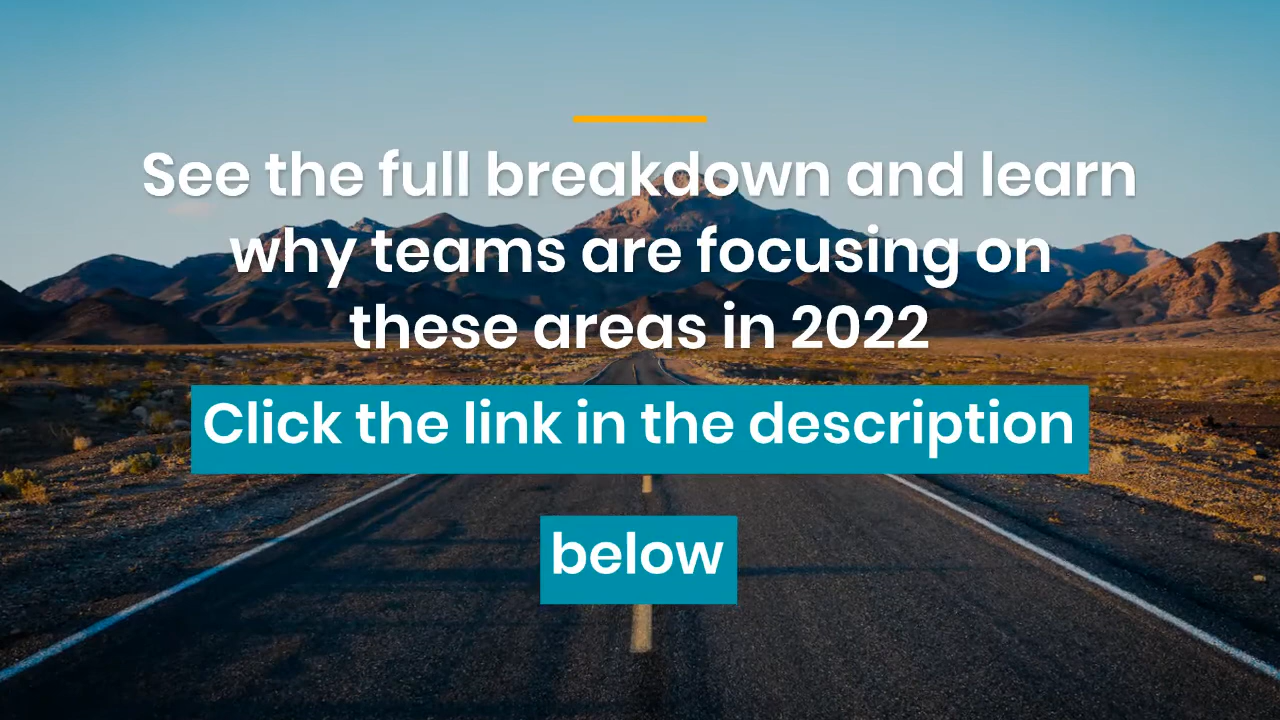 See the full breakdown and learn
why teams are focusing on
these areas in 2022
Click the link in the description
below